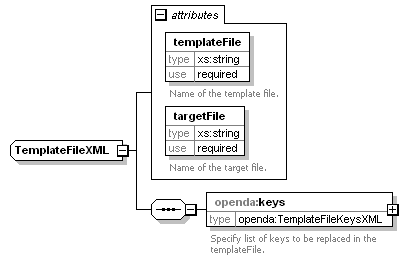 attributes
templateFile
type xs:string
use required
Name of the template file.
targetFile
type xs:string
use required
Name of the target file.
TemplateFileXML
openda:keys
type openda:TemplateFileKeysXML
Specify list of keys to be replaced in the
templateFile.